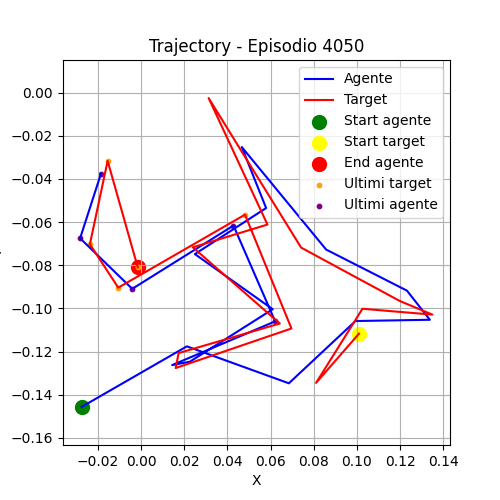 Trajectory - Episodio 4050
Agente
Target
Start agente
Start target
End agente
Ultimi target
Ultimi agente
0.00
−0.02
−0.04
−0.06
−0.08
−0.10
−0.12
−0.14
−0.16
−0.02 0.00 0.02 0.04 0.06 0.08 0.10 0.12 0.14
X